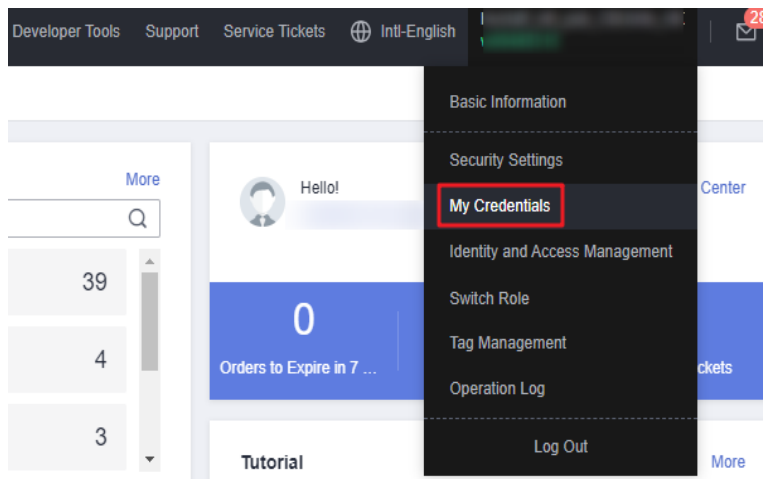 Developer Tools Support Service Tickets Intl-English
28
Basic Information
Security Settings
My Credentials
Identity and Access Management
Switch Role
Tag Management
Operation Log
Log Out
More
39
4
3
Hello!
Center
0
Orders to Expire in 7 ...
ckets
Tutorial
More